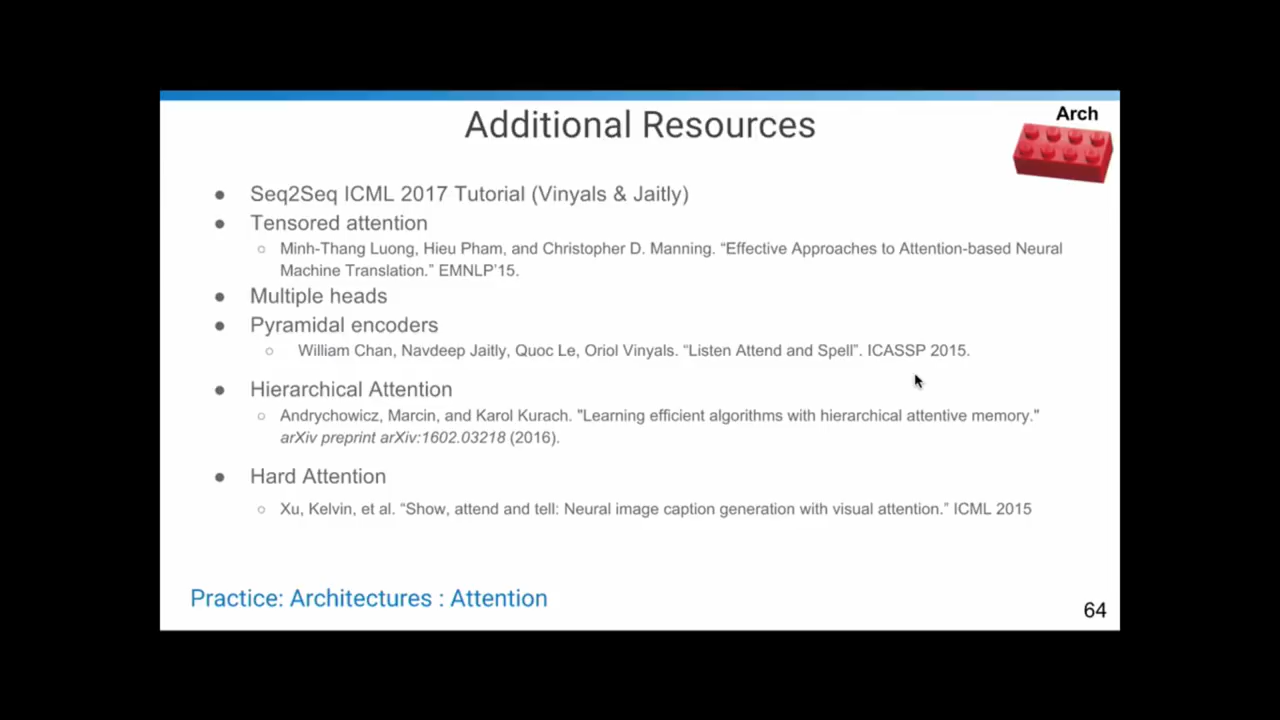 Additional Resources
Arch
● Seq2Seq ICML 2017 Tutorial (Vinyals & Jaitly)
● Tensored attention
○ Minh-Thang Luong, Hieu Pham, and Christopher D. Manning. “Effective Approaches to Attention-based Neural
Machine Translation.” EMNLP’15.
● Multiple heads
● Pyramidal encoders
○ William Chan, Navdeep Jaitly, Quoc Le, Oriol Vinyals. “Listen Attend and Spell”. ICASSP 2015.
● Hierarchical Attention
○ Andrychowicz, Marcin, and Karol Kurach. "Learning efficient algorithms with hierarchical attentive memory."
arXiv preprint arXiv:1602.03218 (2016).
● Hard Attention
○ Xu, Kelvin, et al. “Show, attend and tell: Neural image caption generation with visual attention.” ICML 2015
Practice: Architectures : Attention
64